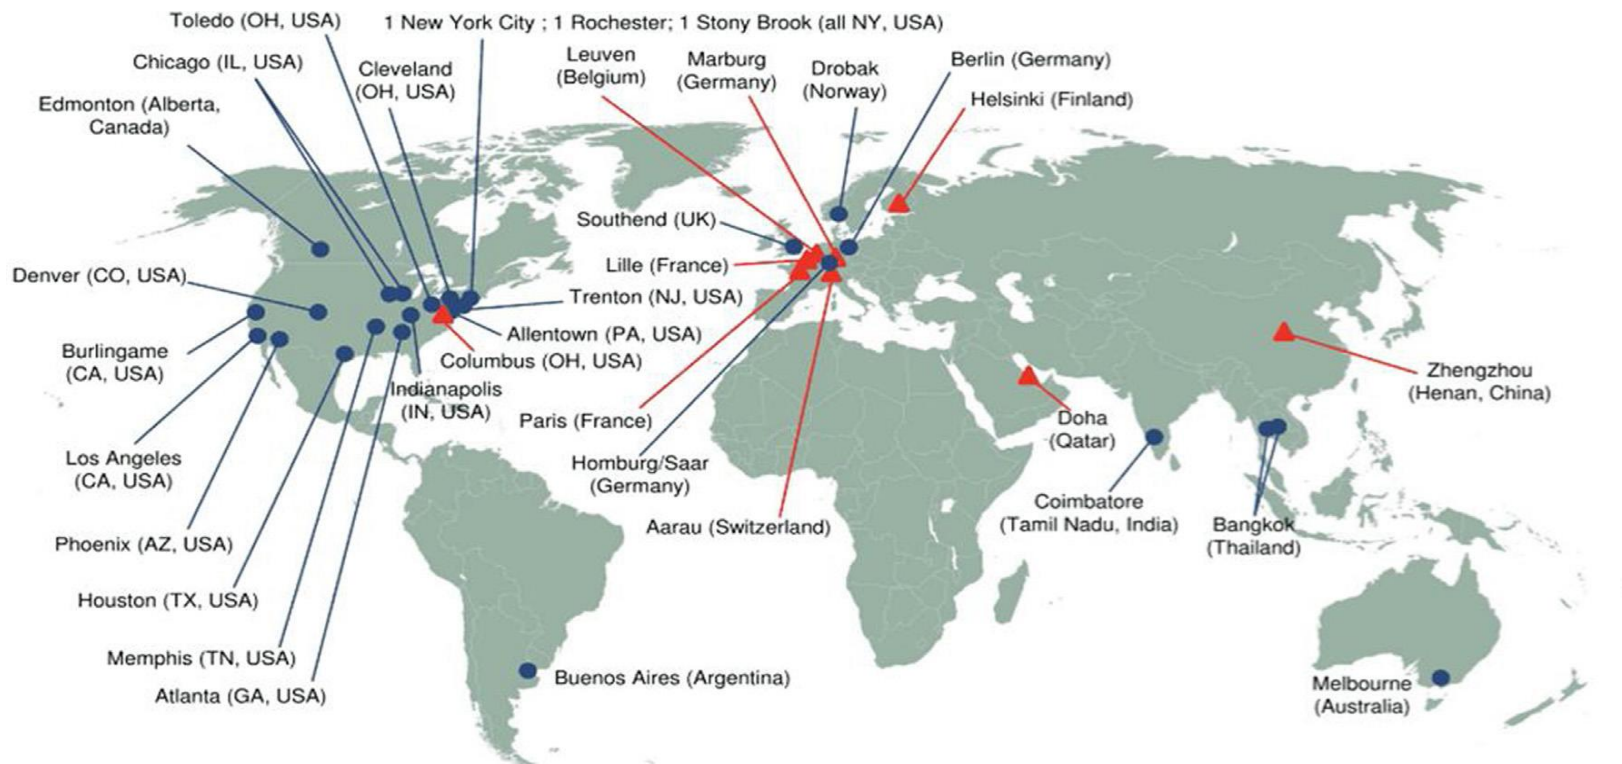 Toledo (OH, USA)
1 New York City ; 1 Rochester; 1 Stony Brook (all NY, USA)
Chicago (IL, USA)
Cleveland
(OH, USA)
Leuven
(Belgium)
Marburg
(Germany)
Drobak
(Norway)
Berlin (Germany)
Helsinki (Finland)
Edmonton (Alberta,
Canada)
Southend (UK)
Lille (France)
Denver (CO, USA)
Trenton (NJ, USA)
Allentown (PA, USA)
Columbus (OH, USA)
Burlingame
(CA, USA)
Indianapolis
(IN, USA)
Paris (France)
Zhengzhou
(Henan, China)
Doha
(Qatar)
Los Angeles
(CA, USA)
Homburg/Saar
(Germany)
Aarau (Switzerland)
Coimbatore
(Tamil Nadu, India)
Bangkok
(Thailand)
Phoenix (AZ, USA)
Houston (TX, USA)
Memphis (TN, USA)
Atlanta (GA, USA)
Buenos Aires (Argentina)
Melbourne
(Australia)